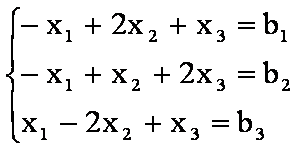 − x₁ + 2x₂ + x₃ = b₁
− x₁ + x₂ + 2x₃ = b₂
x₁ − 2x₂ + x₃ = b₃